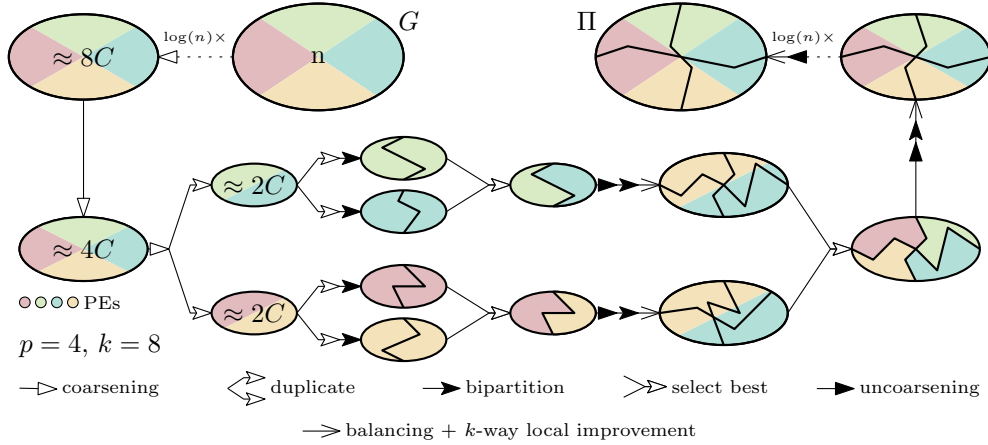 G
Π
log(n)×
log(n)×
≈ 8C
n
≈ 2C
≈ 4C
≈ 2C
PEs
p = 4, k = 8
coarsening
duplicate
bipartition
select best
uncoarsening
balancing + k-way local improvement